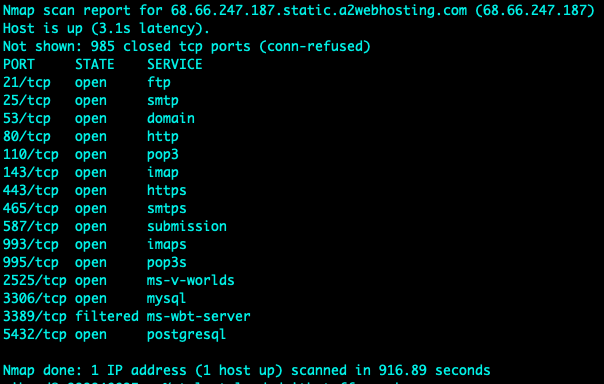 Nmap scan report for 68.66.247.187.static.a2webhosting.com (68.66.247.187)
Host is up (3.1s latency).
Not shown: 985 closed tcp ports (conn-refused)
PORT     STATE    SERVICE
21/tcp   open     ftp
25/tcp   open     smtp
53/tcp   open     domain
80/tcp   open     http
110/tcp  open     pop3
143/tcp  open     imap
443/tcp  open     https
465/tcp  open     smtps
587/tcp  open     submission
993/tcp  open     imaps
995/tcp  open     pop3s
2525/tcp open     ms-v-worlds
3306/tcp open     mysql
3389/tcp filtered ms-wbt-server
5432/tcp open     postgresql
Nmap done: 1 IP address (1 host up) scanned in 916.89 seconds